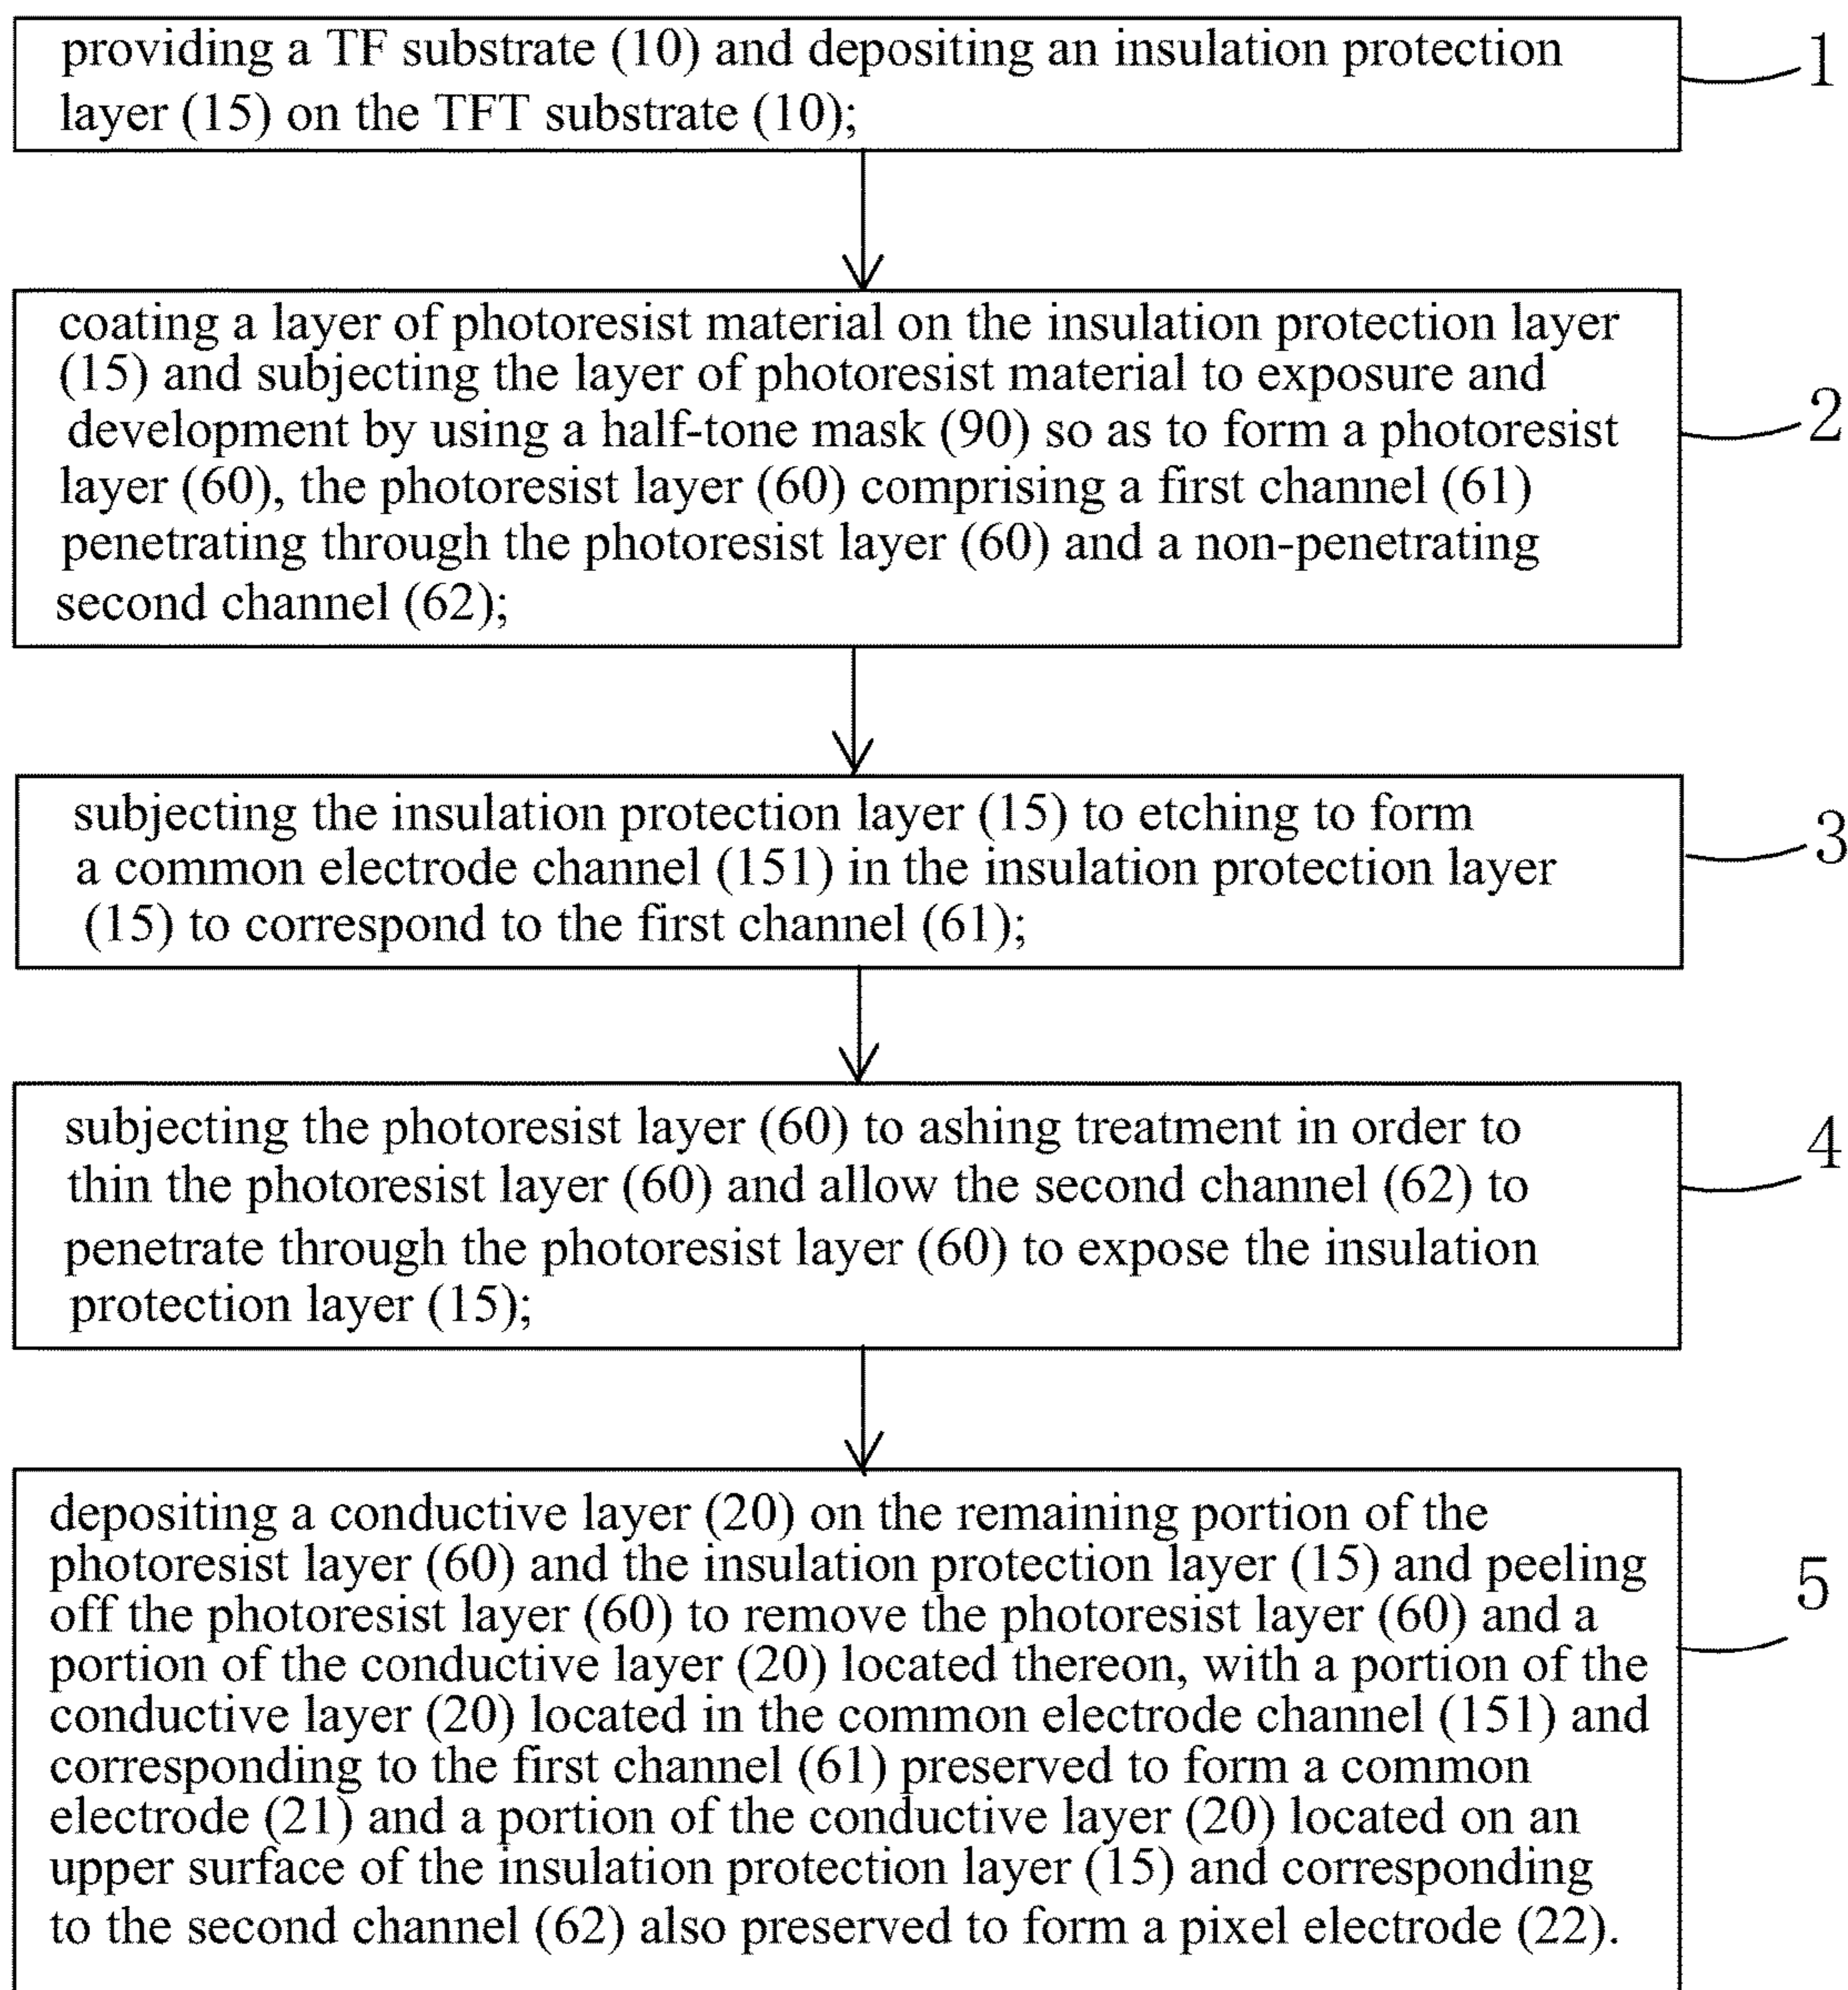 providing a TF substrate (10) and depositing an insulation protection
layer (15) on the TFT substrate (10);
1
coating a layer of photoresist material on the insulation protection layer
(15) and subjecting the layer of photoresist material to exposure and
development by using a half-tone mask (90) so as to form a photoresist
layer (60), the photoresist layer (60) comprising a first channel (61)
penetrating through the photoresist layer (60) and a non-penetrating
second channel (62);
2
subjecting the insulation protection layer (15) to etching to form
a common electrode channel (151) in the insulation protection layer
(15) to correspond to the first channel (61);
3
subjecting the photoresist layer (60) to ashing treatment in order to
thin the photoresist layer (60) and allow the second channel (62) to
penetrate through the photoresist layer (60) to expose the insulation
protection layer (15);
4
depositing a conductive layer (20) on the remaining portion of the
photoresist layer (60) and the insulation protection layer (15) and peeling
off the photoresist layer (60) to remove the photoresist layer (60) and a
portion of the conductive layer (20) located thereon, with a portion of the
conductive layer (20) located in the common electrode channel (151) and
corresponding to the first channel (61) preserved to form a common
electrode (21) and a portion of the conductive layer (20) located on an
upper surface of the insulation protection layer (15) and corresponding
to the second channel (62) also preserved to form a pixel electrode (22).
5